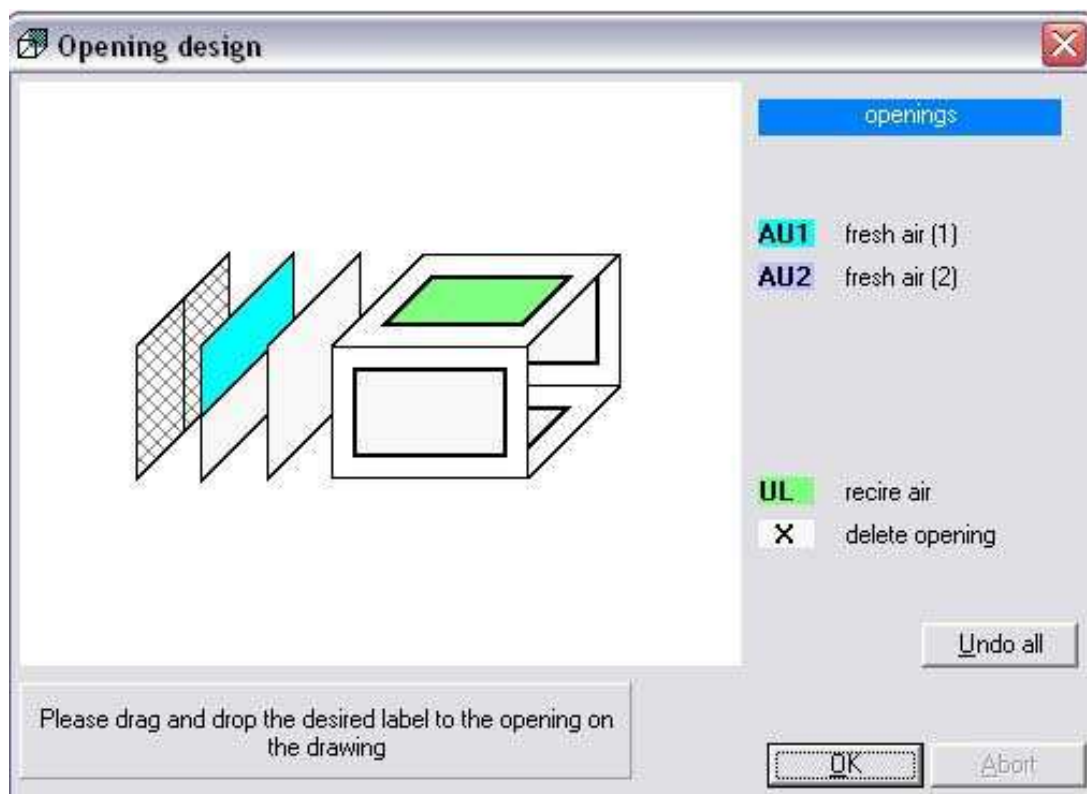 Opening design
openings
AU1 fresh air (1)
AU2 fresh air (2)
UL recire air
X delete opening
Undo all
Please drag and drop the desired label to the opening on
the drawing
OK Abort